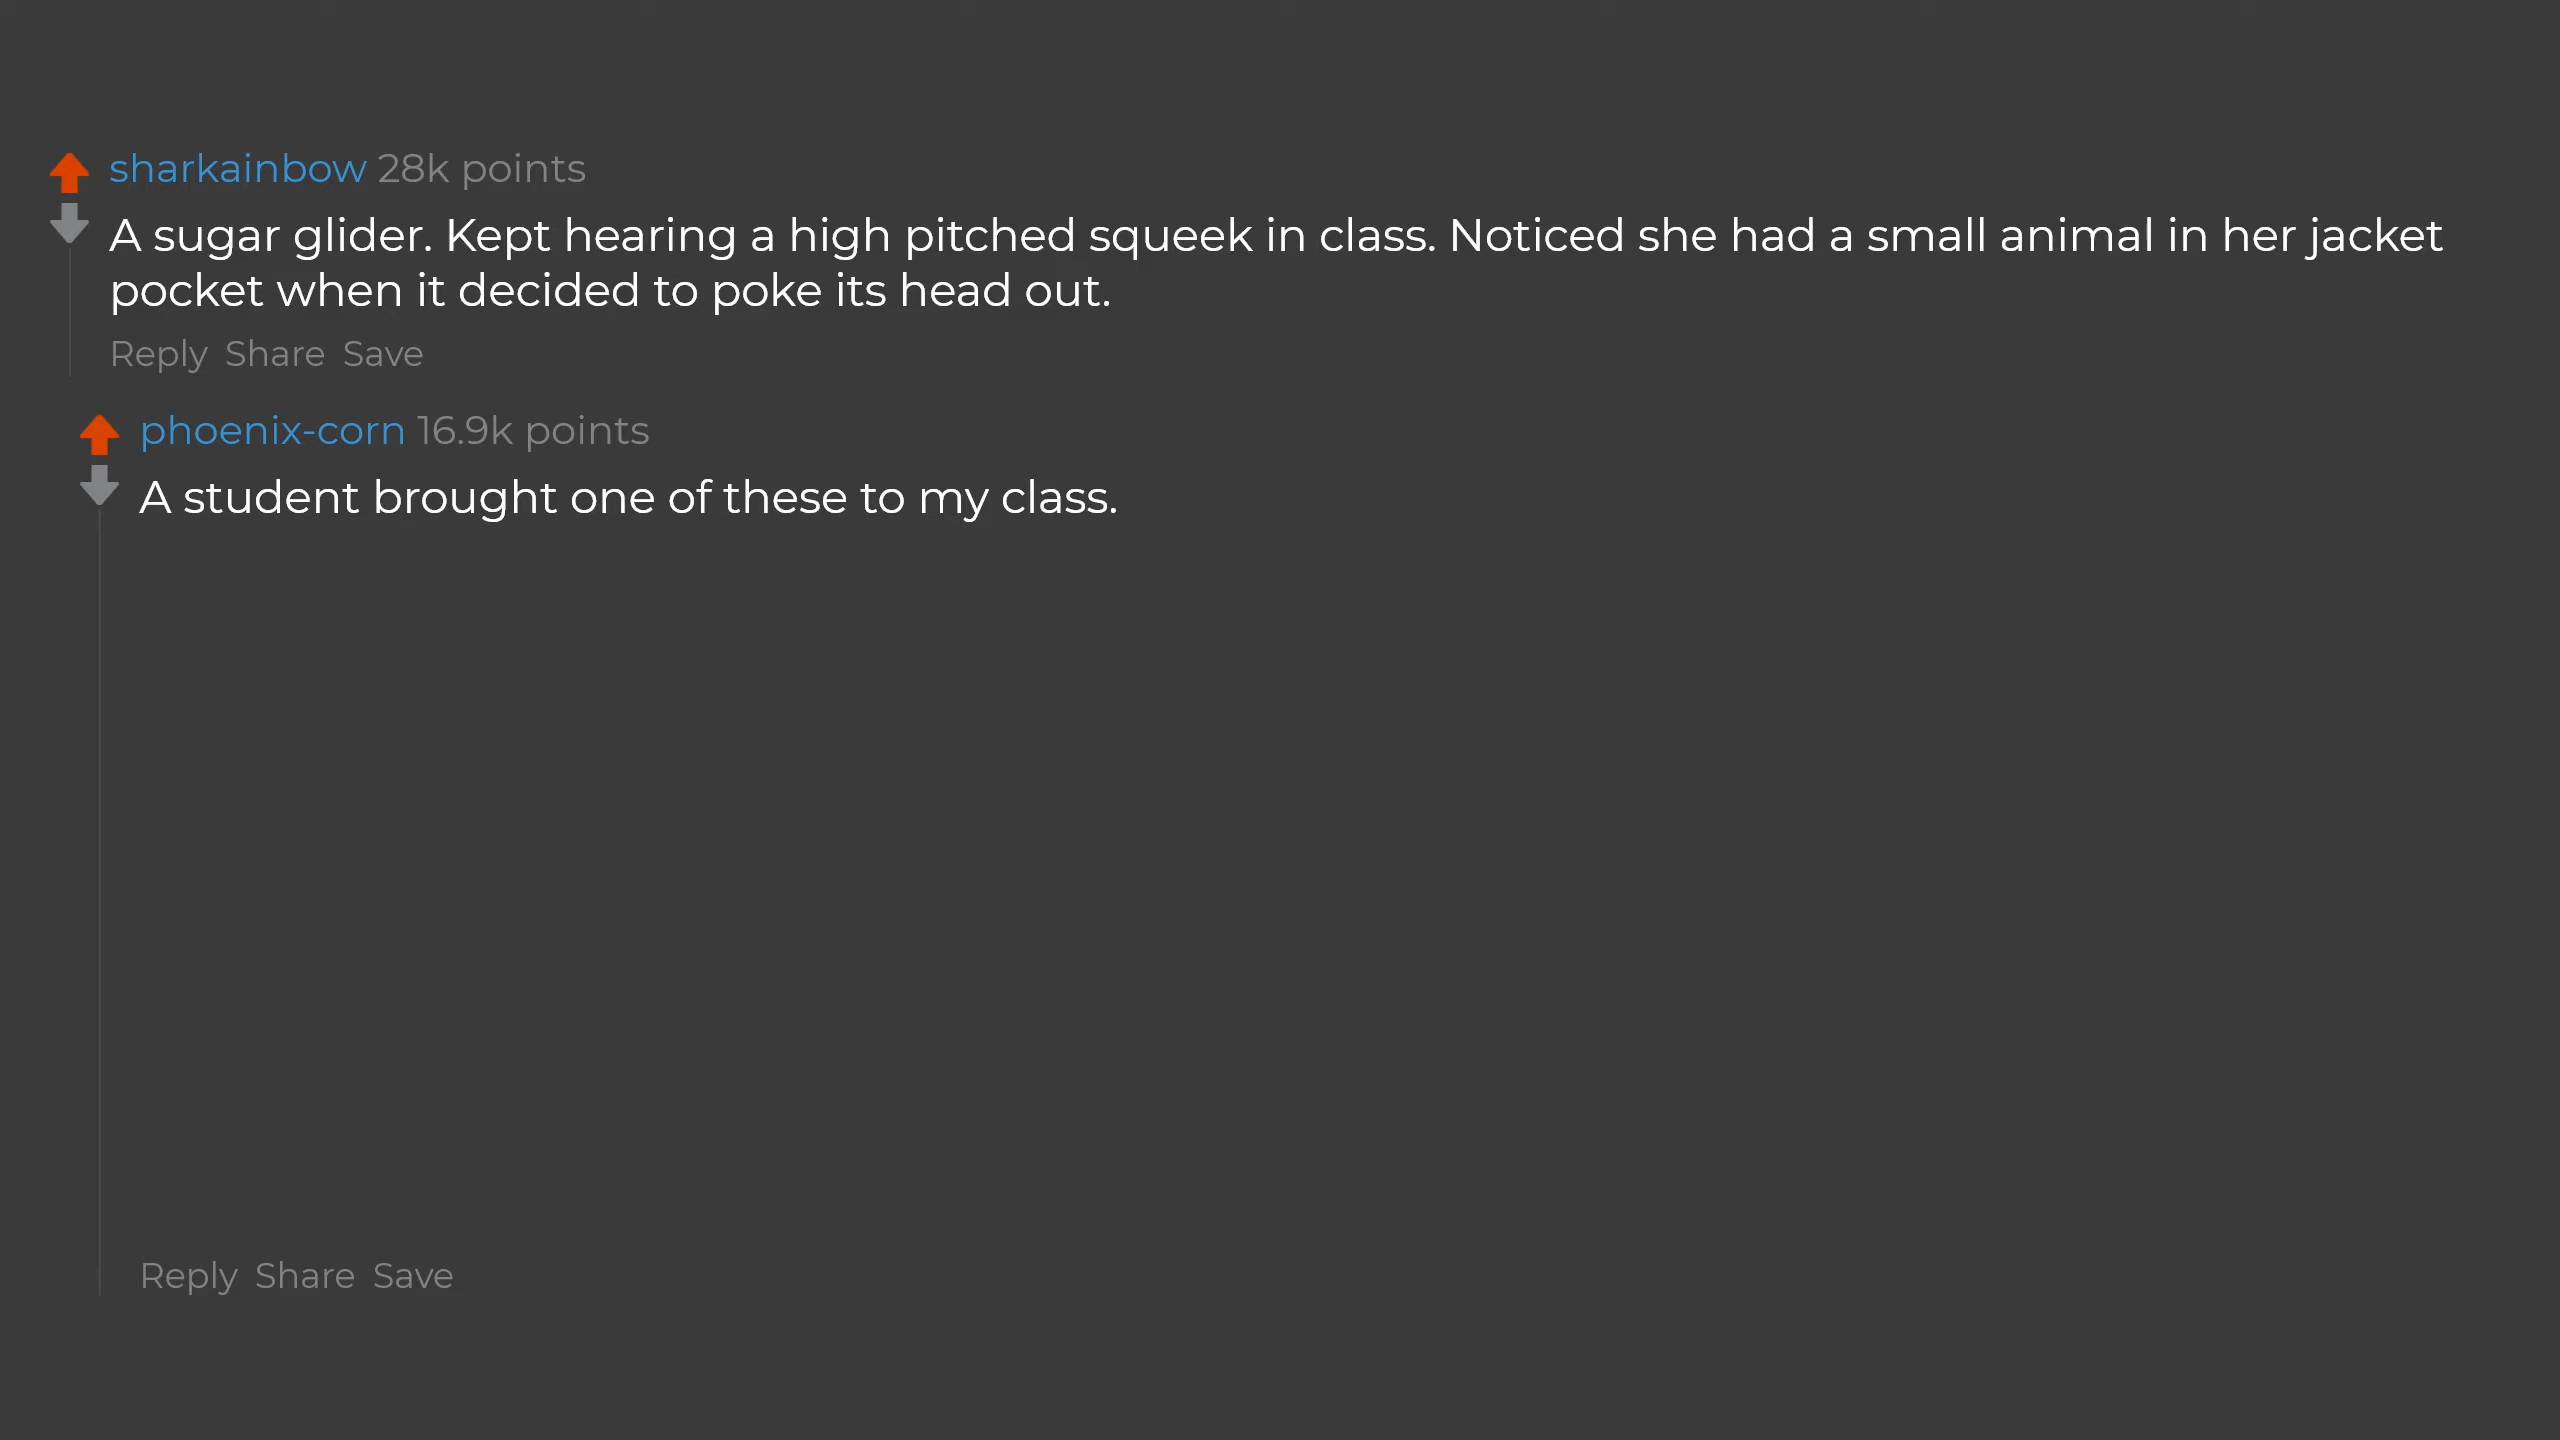 sharkainbow 28k points
A sugar glider. Kept hearing a high pitched squeek in class. Noticed she had a small animal in her jacket
pocket when it decided to poke its head out.
Reply Share Save
phoenix-corn 16.9k points
A student brought one of these to my class.
Reply Share Save